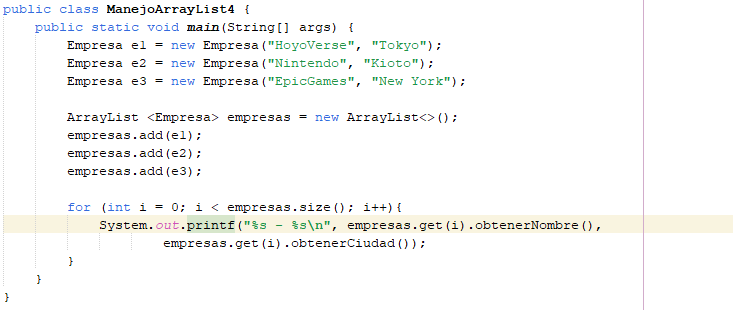 public class ManejoArrayList4 {
public static void main(String[] args) {
Empresa e1 = new Empresa("HoyoVerse", "Tokyo");
Empresa e2 = new Empresa("Nintendo", "Kioto");
Empresa e3 = new Empresa("EpicGames", "New York");
ArrayList <Empresa> empresas = new ArrayList<>();
empresas.add(e1);
empresas.add(e2);
empresas.add(e3);
for (int i = 0; i < empresas.size(); i++){
System.out.printf("%s - %s\n", empresas.get(i).obtenerNombre(),
empresas.get(i).obtenerCiudad());
}
}
}